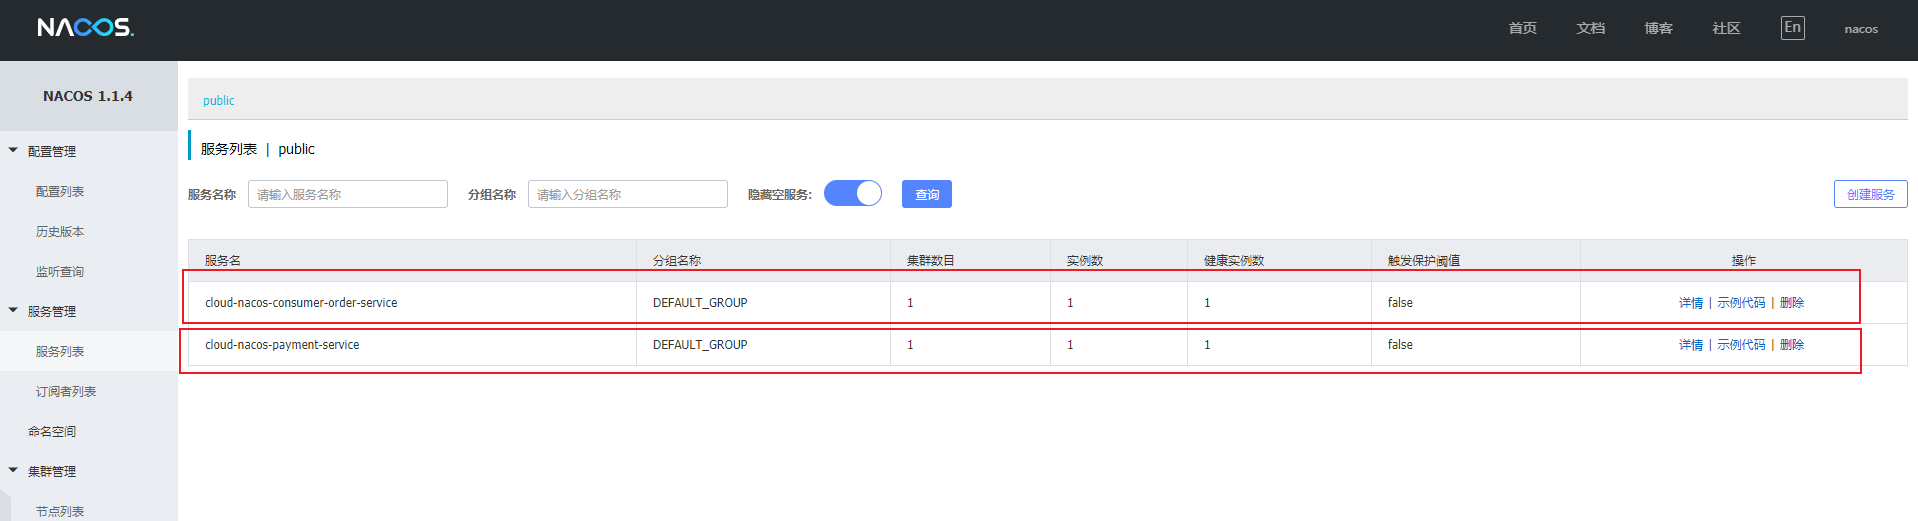 NACOS. 首页 文档 博客 社区 En nacos
NACOS 1.1.4
配置管理
配置列表
历史版本
监听查询
服务管理
服务列表
订阅者列表
命名空间
集群管理
节点列表
public
服务列表 | public
服务名称 请输入服务名称 分组名称 请输入分组名称 隐藏空服务: 查询 创建服务
服务名 分组名称 集群数目 实例数 健康实例数 触发保护阈值 操作
cloud-nacos-consumer-order-service DEFAULT_GROUP 1 1 1 false 详情 | 示例代码 | 删除
cloud-nacos-payment-service DEFAULT_GROUP 1 1 1 false 详情 | 示例代码 | 删除